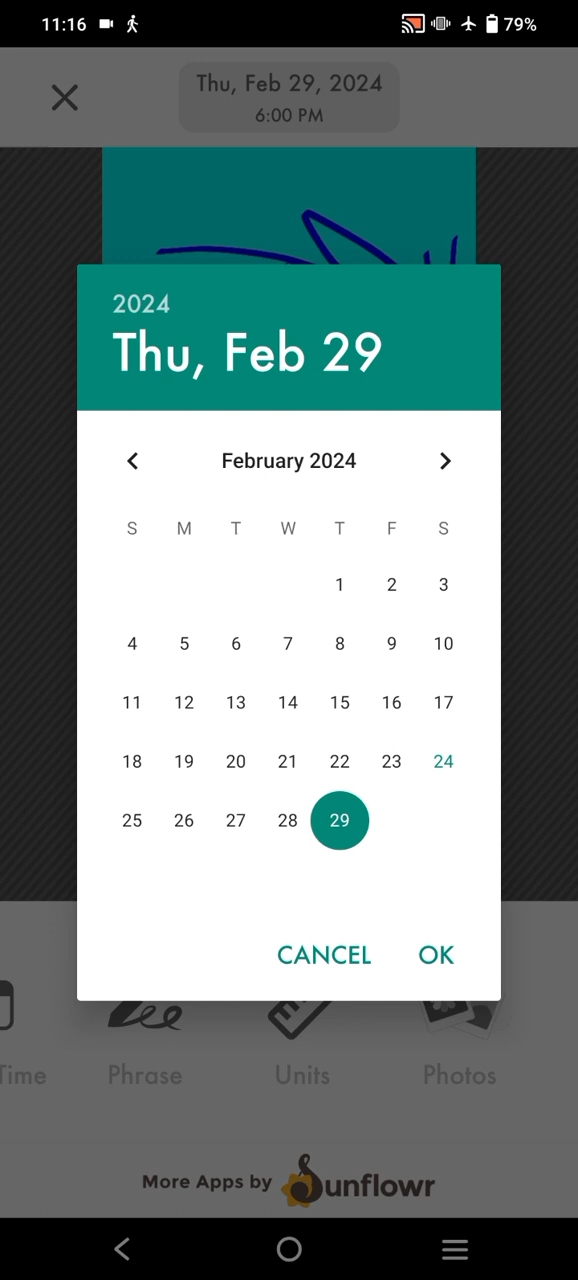 11:16 79%
Thu, Feb 29, 2024
6:00 PM
2024
Thu, Feb 29
February 2024
S M T W T F S
1 2 3
4 5 6 7 8 9 10
11 12 13 14 15 16 17
18 19 20 21 22 23 24
25 26 27 28 29
CANCEL OK
Time Phrase Units Photos
More Apps by Sunflowr